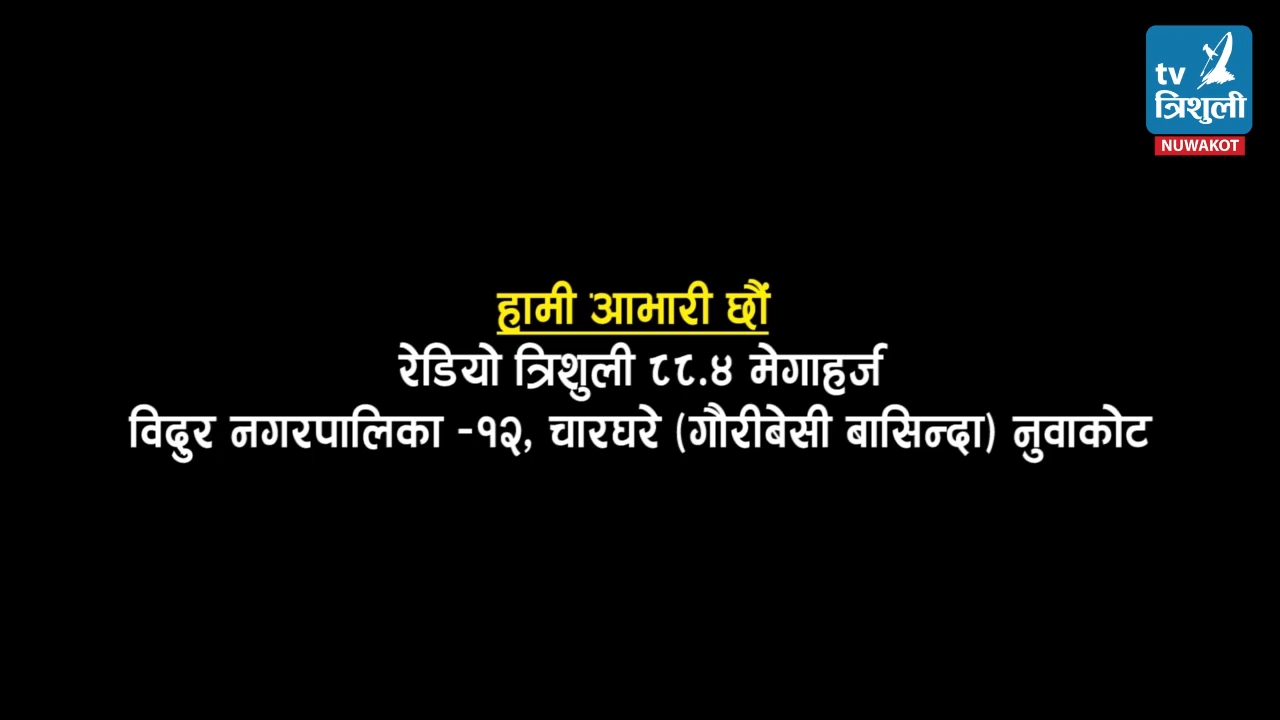 tv
त्रिशुली
NUWAKOT
हामी आभारी छौं
रेडियो त्रिशुली ८८.४ मेगाहर्ज
विदुर नगरपालिका -१२, चारघरे (गौरीबेसी बासिन्दा) नुवाकोट